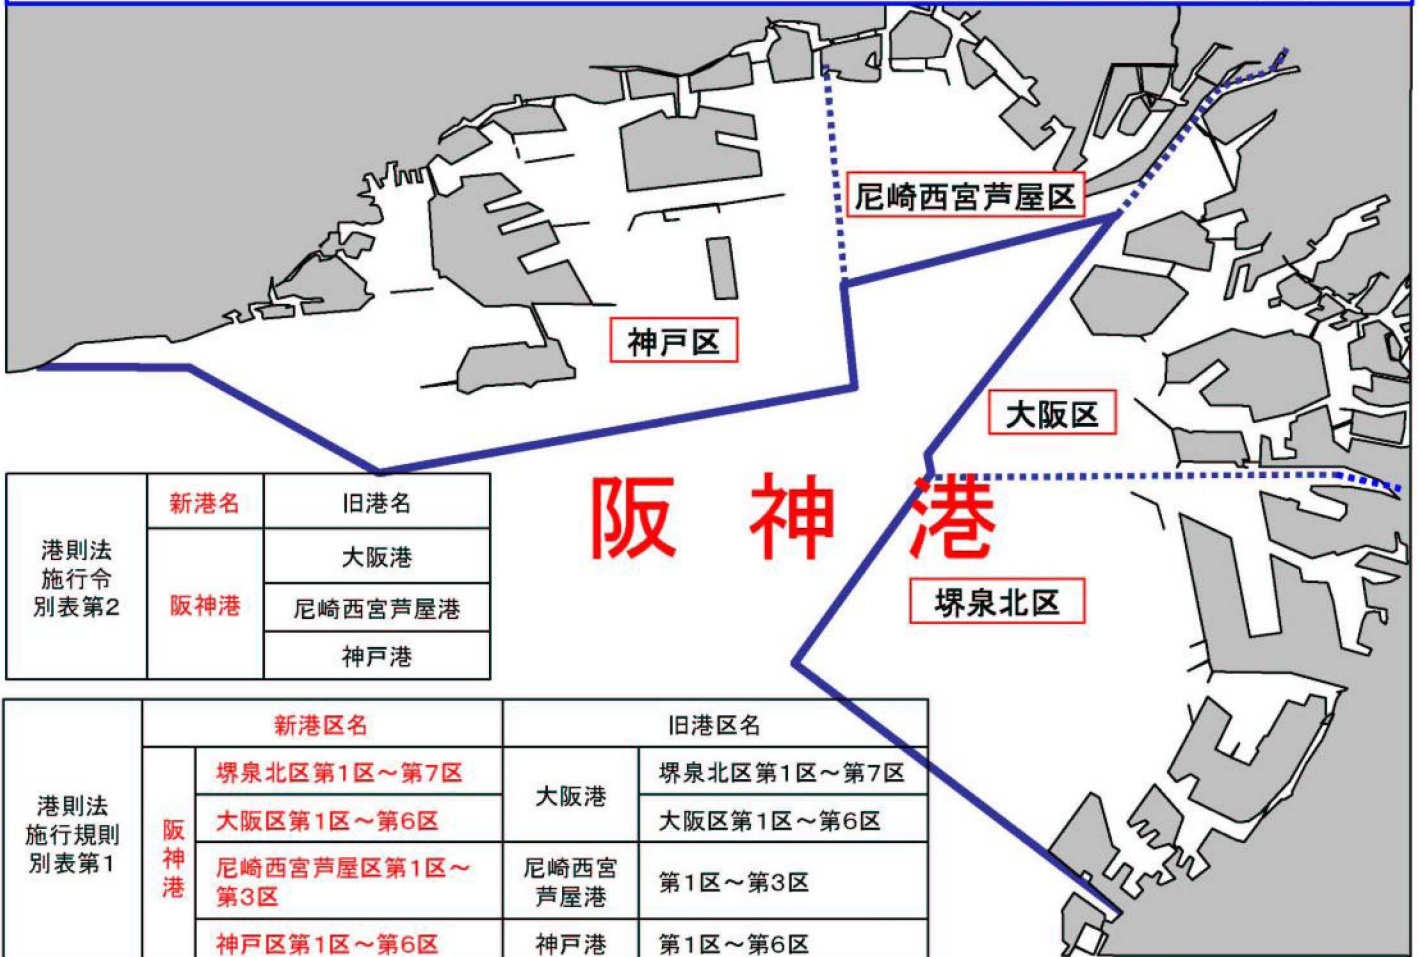 尼崎西宮芦屋区
神戸区
大阪区
阪神港
堺泉北区
港則法
施行令
別表第2
新港名
旧港名
阪神港
大阪港
尼崎西宮芦屋港
神戸港
港則法
施行規則
別表第1
新港区名
旧港区名
阪神港
堺泉北区第1区～第7区
大阪港
堺泉北区第1区～第7区
大阪区第1区～第6区
大阪区第1区～第6区
尼崎西宮芦屋区第1区～
第3区
尼崎西宮
芦屋港
第1区～第3区
神戸区第1区～第6区
神戸港
第1区～第6区